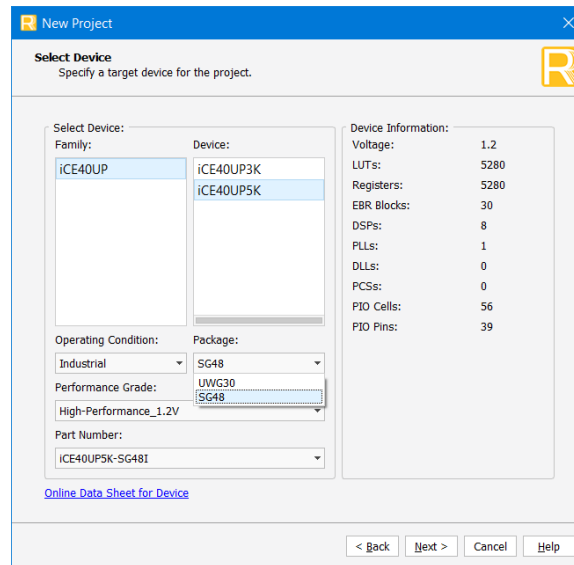 New Project
Select Device
Specify a target device for the project.
Select Device:
Family:
Device:
iCE40UP
iCE40UP3K
iCE40UP5K
Operating Condition:
Package:
Industrial
SG48
UWG30
SG48
Performance Grade:
High-Performance_1.2V
Part Number:
iCE40UP5K-SG48I
Device Information:
Voltage: 1.2
LUTs: 5280
Registers: 5280
EBR Blocks: 30
DSPs: 8
PLLs: 1
DLLs: 0
PCSs: 0
PIO Cells: 56
PIO Pins: 39
Online Data Sheet for Device
< Back
Next >
Cancel
Help